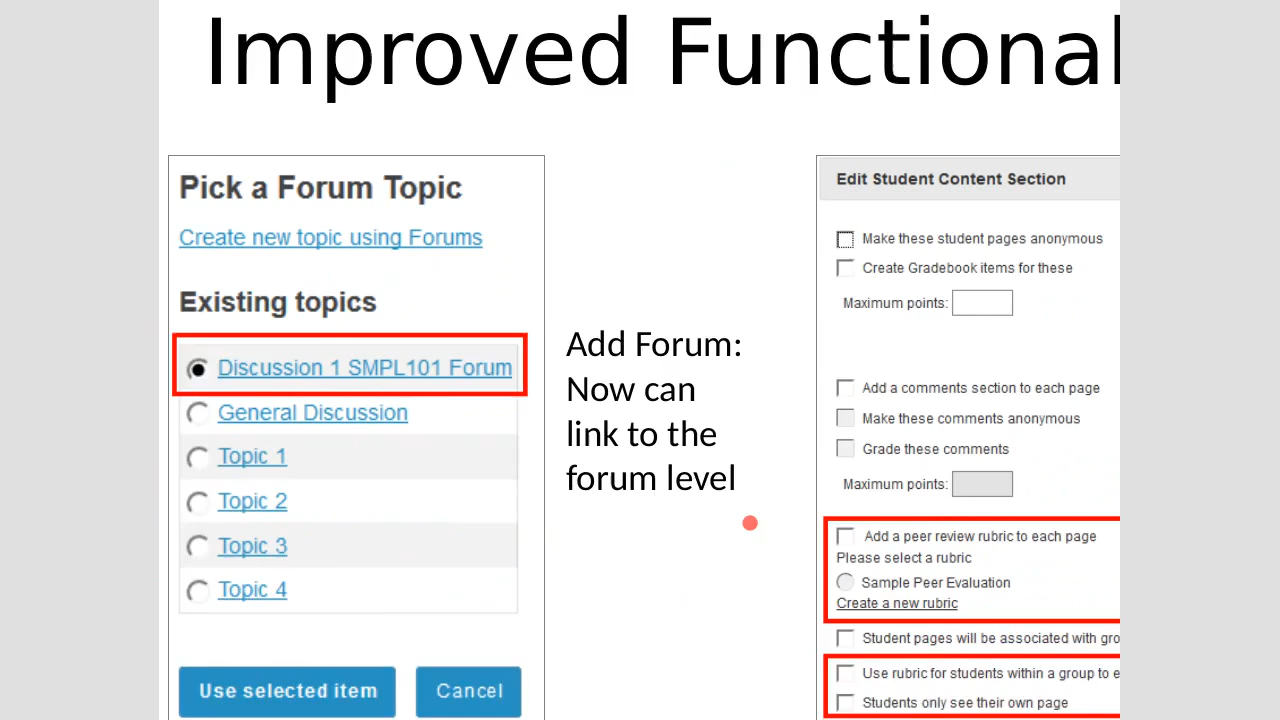 Improved Functional
Pick a Forum Topic
Create new topic using Forums
Existing topics
Discussion 1 SMPL101 Forum
General Discussion
Topic 1
Topic 2
Topic 3
Topic 4
Use selected item
Cancel
Add Forum:
Now can
link to the
forum level
Edit Student Content Section
Make these student pages anonymous
Create Gradebook items for these
Maximum points:
Add a comments section to each page
Make these comments anonymous
Grade these comments
Maximum points:
Add a peer review rubric to each page
Please select a rubric
Sample Peer Evaluation
Create a new rubric
Student pages will be associated with gro
Use rubric for students within a group to e
Students only see their own page